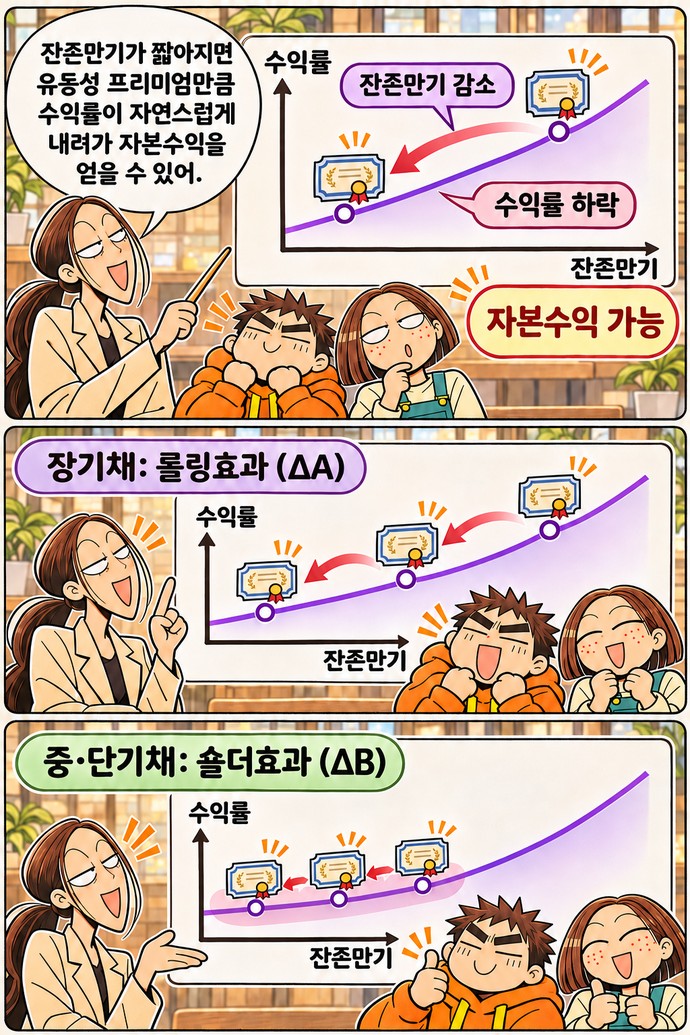 잔존만기가 짧아지면
유동성 프리미엄만큼
수익률이 자연스럽게
내려가 자본수익을
얻을 수 있어.
수익률
잔존만기 감소
수익률 하락
잔존만기
자본수익 가능
장기채: 롤링효과 (ΔA)
수익률
잔존만기
중·단기채: 숄더효과 (ΔB)
수익률
잔존만기